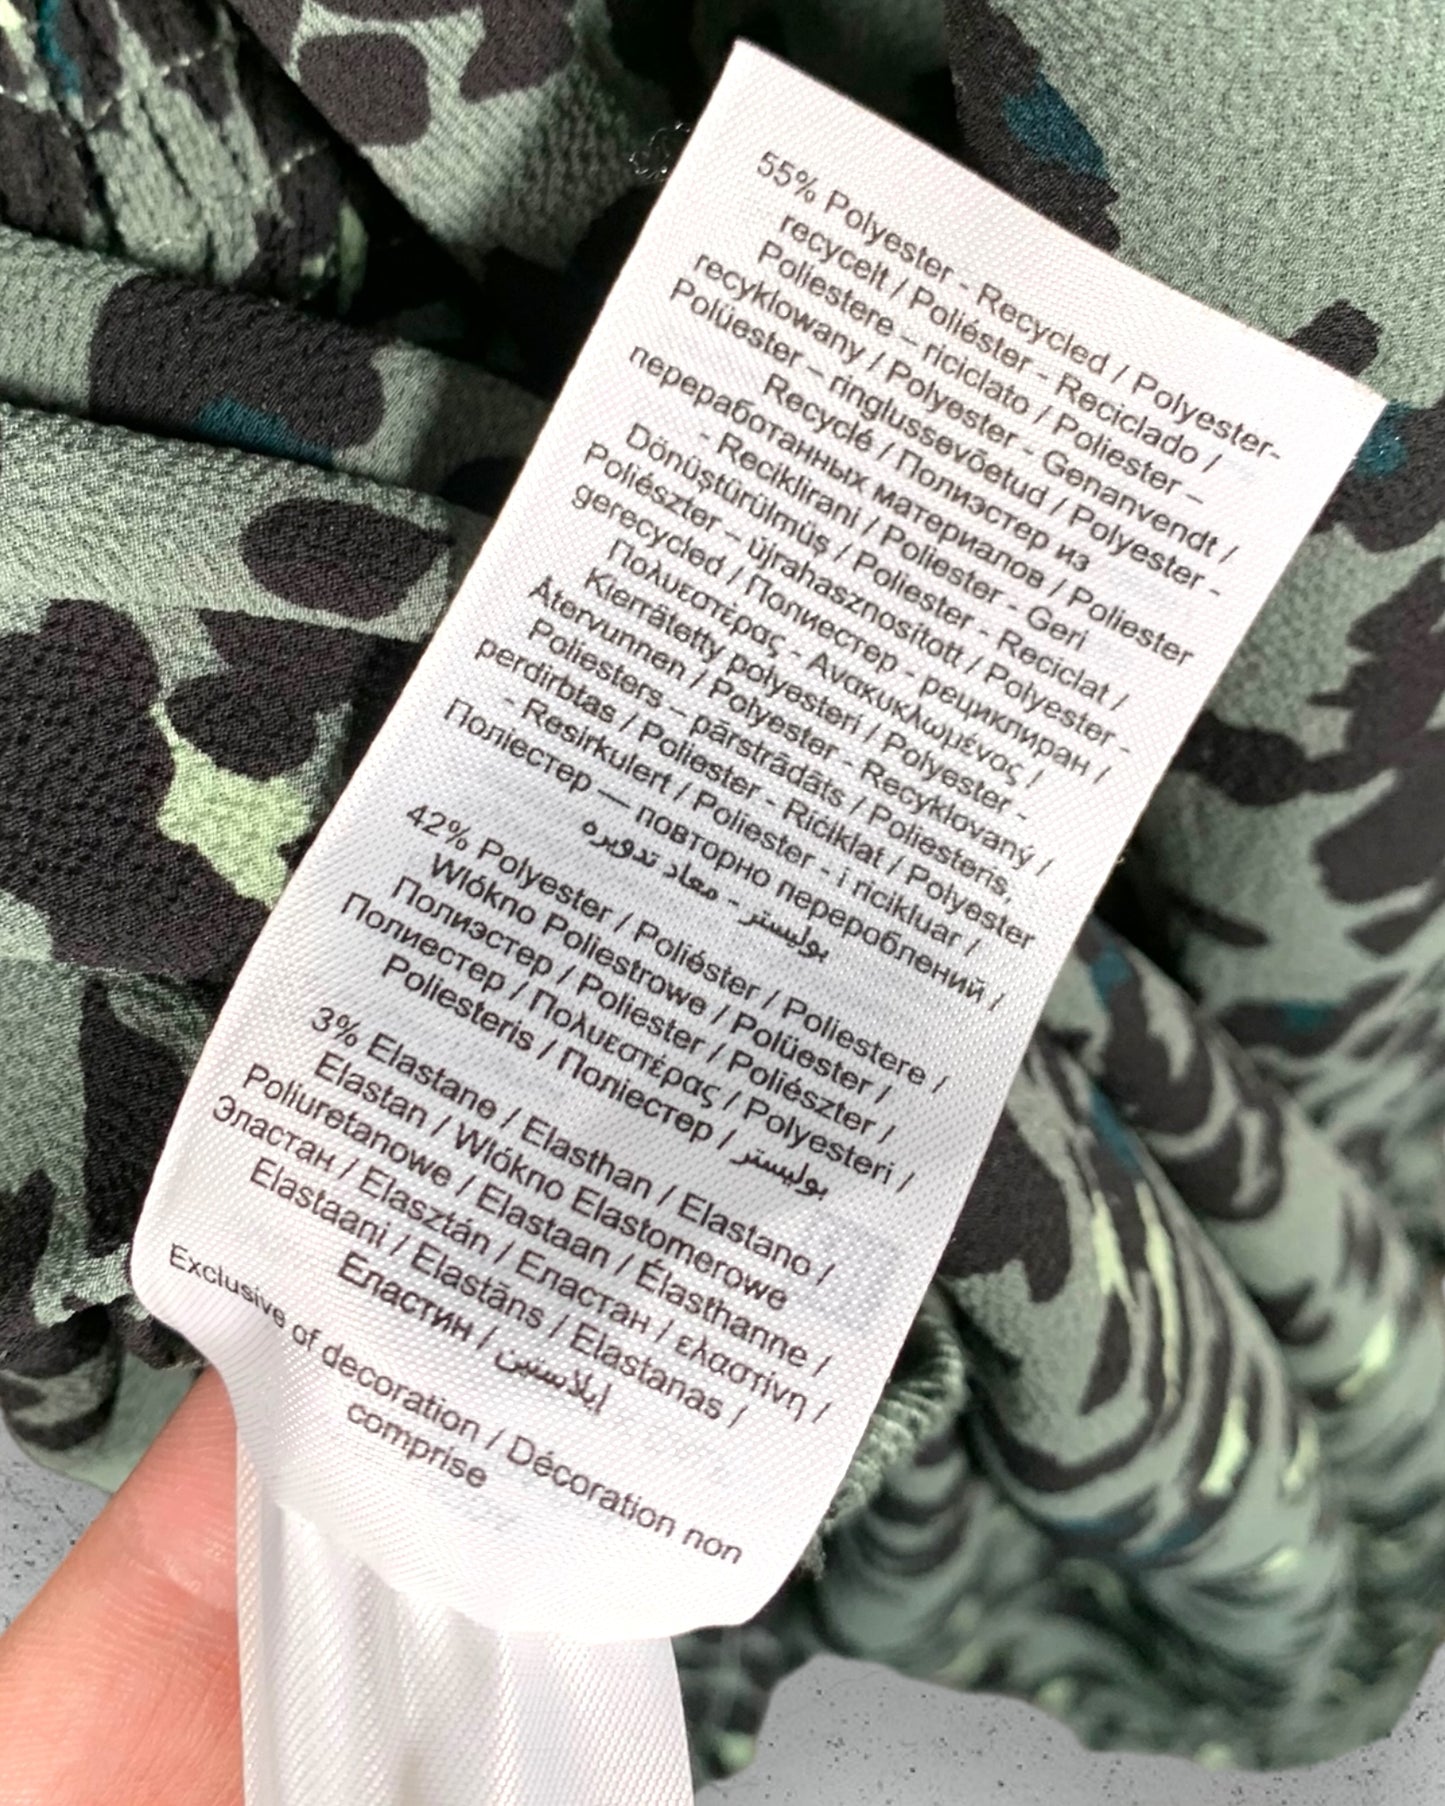 55% Polyester - Recycled / Polyester-
recycelt / Poliéster - Reciclado /
Poliestere – riciclato / Poliester –
recyklowany / Polyester - Genanvendt /
Polüester – ringlussevõetud / Polyester -
Recyclé / Полиэстер из
переработанных материалов / Poliester
- Reciklirani / Poliester - Geri
Dönüştürülmüş / Poliester - Reciclat /
Poliészter – újrahasznosított / Polyester -
gerecycled / Полиестер - рециклиран /
Πολυεστέρας - Ανακυκλωμένος /
Kierrätetty polyesteri / Polyester -
Återvunnen / Polyester - Recyklovaný /
Poliesters – pārstrādāts / Poliesteris,
perdirbtas / Poliester - Riciklat / Polyester
- Resirkulert / Poliester - i ricikluar /
Поліестер — повторно перероблений /
بوليستر - معاد تدويره
42% Polyester / Poliéster / Poliestere /
Włókno Poliestrowe / Polüester /
Полиэстер / Poliester / Poliészter /
Полиестер / Πολυεστέρας / Polyesteri /
Poliesteris / Поліестер / بوليستر
3% Elastane / Elasthan / Elastano /
Elastan / Włókno Elastomerowe
Poliuretanowe / Elastaan / Élasthanne /
Эластан / Elasztán / Еластан / ελαστίνη /
Elastaani / Elastāns / Elastanas /
Еластин / إيلاستين
Exclusive of decoration / Décoration non
comprise